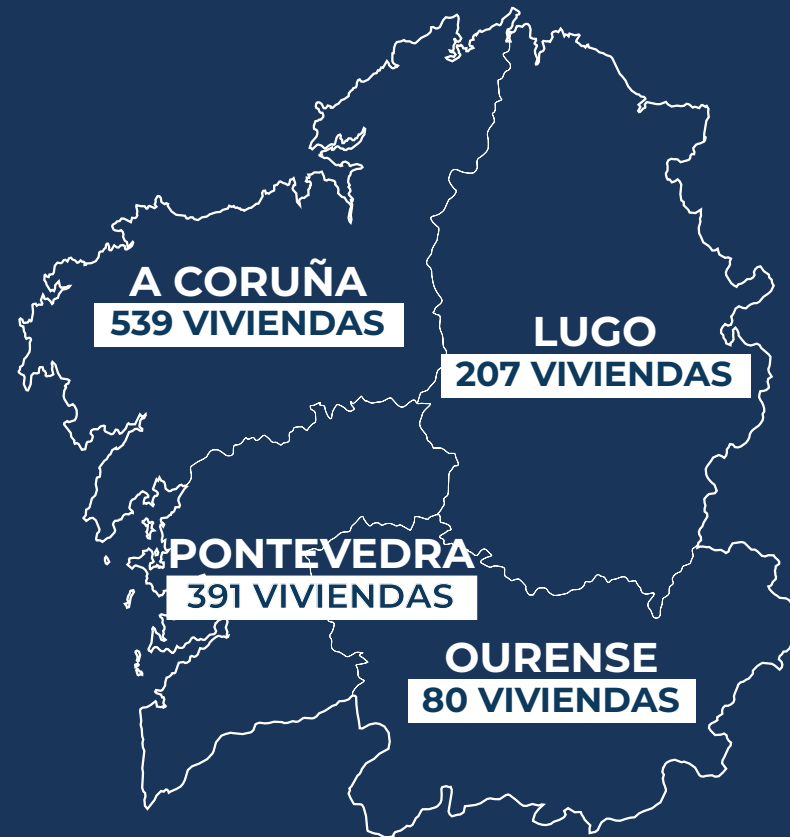 A CORUÑA
539 VIVIENDAS
LUGO
207 VIVIENDAS
PONTEVEDRA
391 VIVIENDAS
OURENSE
80 VIVIENDAS